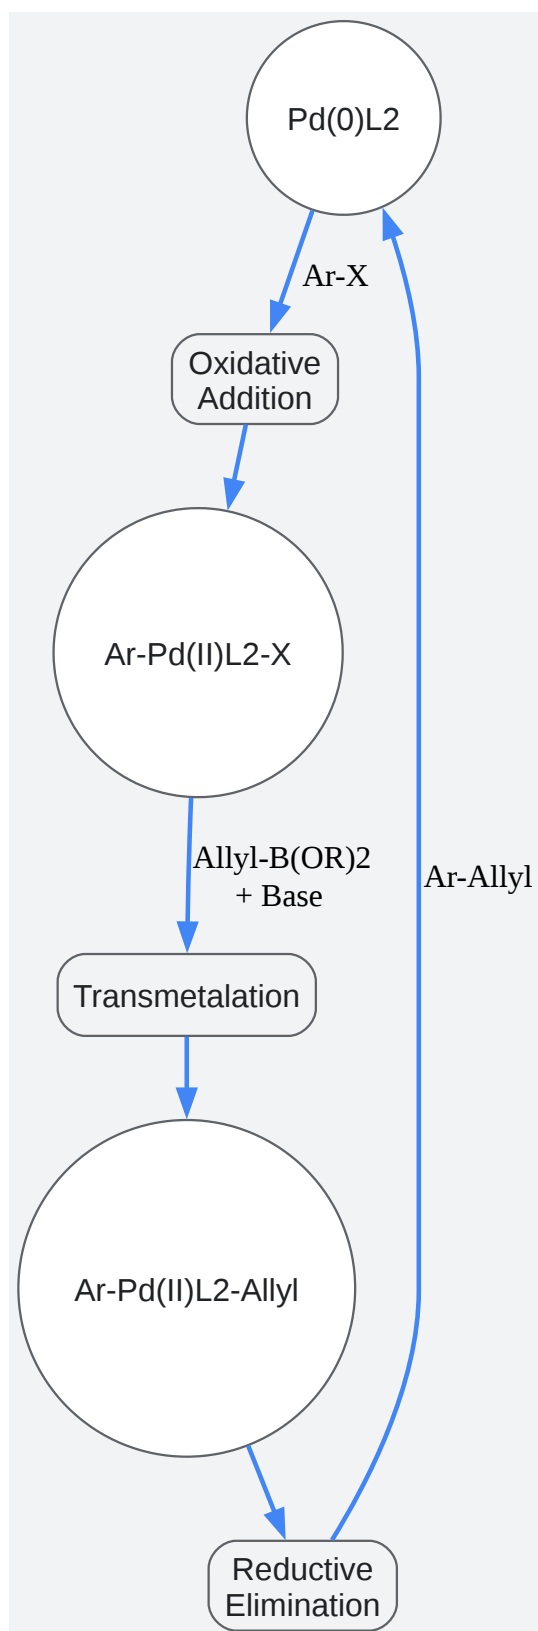 Pd(0)L2
Ar-X
Oxidative
Addition
Ar-Pd(II)L2-X
Allyl-B(OR)2
+ Base
Ar-Allyl
Transmetalation
Ar-Pd(II)L2-Allyl
Reductive
Elimination